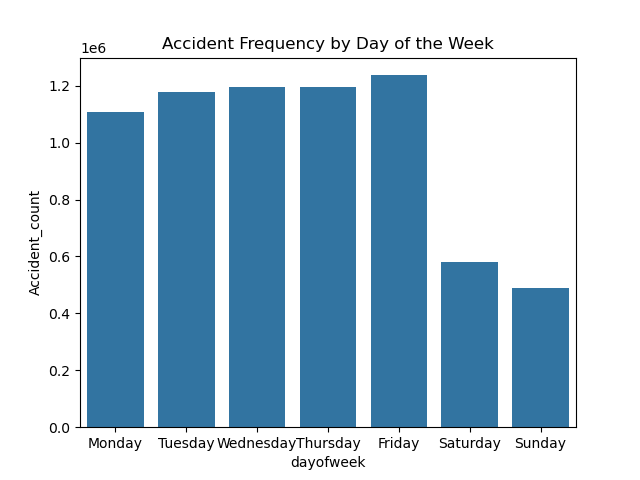 Accident Frequency by Day of the Week
1e6
1.2
1.0
0.8
0.6
0.4
0.2
0.0
Accident_count
Monday Tuesday Wednesday Thursday Friday Saturday Sunday
dayofweek